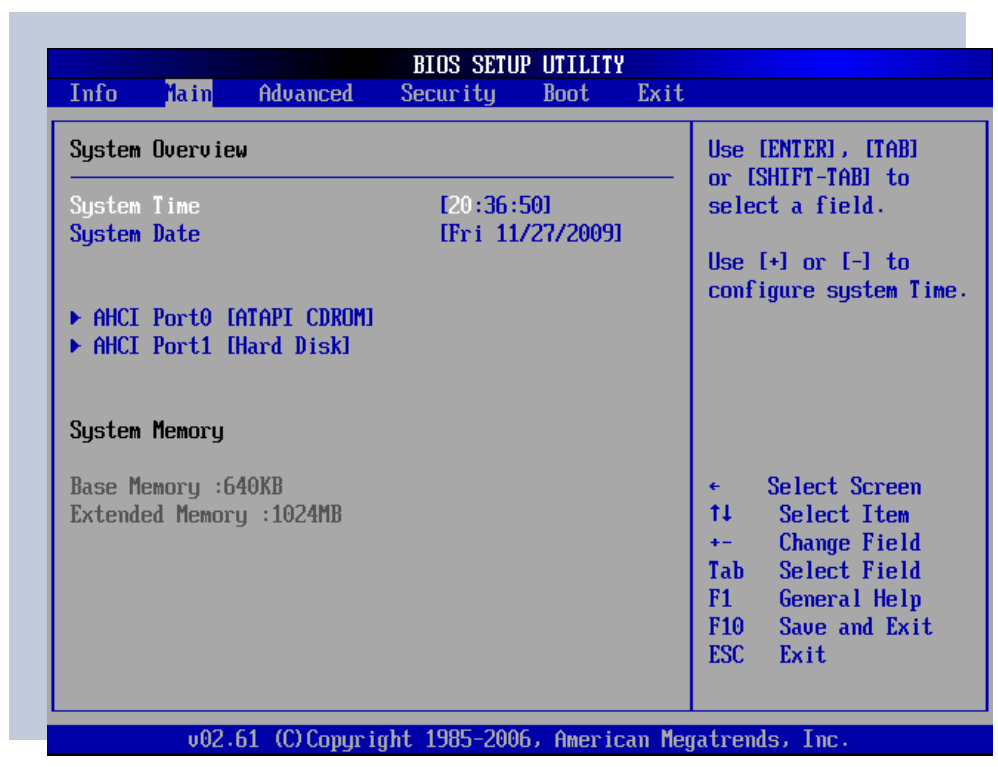 BIOS SETUP UTILITY
Info Main Advanced Security Boot Exit
System Overview
System Time [20:36:50]
System Date [Fri 11/27/2009]
▶ AHCI Port0 [ATAPI CDROM]
▶ AHCI Port1 [Hard Disk]
System Memory
Base Memory :640KB
Extended Memory :1024MB
Use [ENTER], [TAB]
or [SHIFT-TAB] to
select a field.
Use [+] or [-] to
configure system Time.
← Select Screen
↑↓ Select Item
+- Change Field
Tab Select Field
F1 General Help
F10 Save and Exit
ESC Exit
v02.61 (C)Copyright 1985-2006, American Megatrends, Inc.